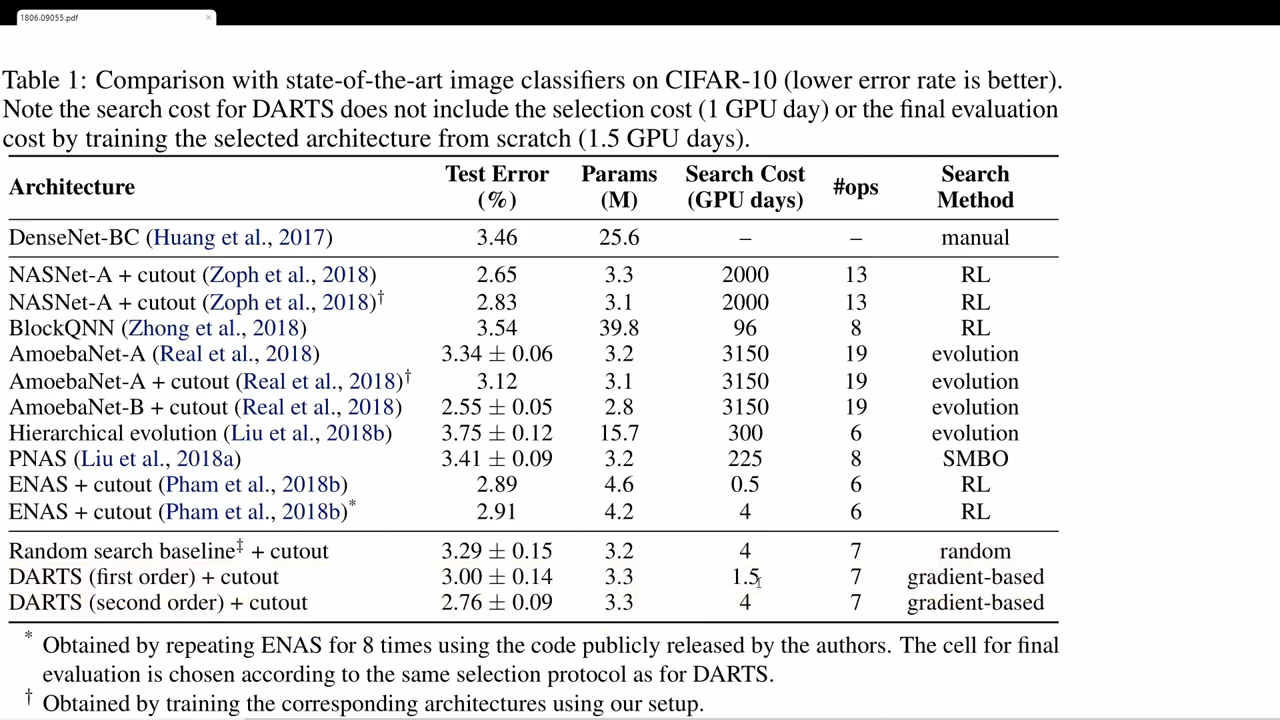 1806.09055.pdf
Table 1: Comparison with state-of-the-art image classifiers on CIFAR-10 (lower error rate is better).
Note the search cost for DARTS does not include the selection cost (1 GPU day) or the final evaluation
cost by training the selected architecture from scratch (1.5 GPU days).
Architecture Test Error (%) Params (M) Search Cost (GPU days) #ops Search Method
DenseNet-BC (Huang et al., 2017) 3.46 25.6 – – manual
NASNet-A + cutout (Zoph et al., 2018) 2.65 3.3 2000 13 RL
NASNet-A + cutout (Zoph et al., 2018)† 2.83 3.1 2000 13 RL
BlockQNN (Zhong et al., 2018) 3.54 39.8 96 8 RL
AmoebaNet-A (Real et al., 2018) 3.34 ± 0.06 3.2 3150 19 evolution
AmoebaNet-A + cutout (Real et al., 2018)† 3.12 3.1 3150 19 evolution
AmoebaNet-B + cutout (Real et al., 2018) 2.55 ± 0.05 2.8 3150 19 evolution
Hierarchical evolution (Liu et al., 2018b) 3.75 ± 0.12 15.7 300 6 evolution
PNAS (Liu et al., 2018a) 3.41 ± 0.09 3.2 225 8 SMBO
ENAS + cutout (Pham et al., 2018b) 2.89 4.6 0.5 6 RL
ENAS + cutout (Pham et al., 2018b)* 2.91 4.2 4 6 RL
Random search baseline‡ + cutout 3.29 ± 0.15 3.2 4 7 random
DARTS (first order) + cutout 3.00 ± 0.14 3.3 1.5 7 gradient-based
DARTS (second order) + cutout 2.76 ± 0.09 3.3 4 7 gradient-based
* Obtained by repeating ENAS for 8 times using the code publicly released by the authors. The cell for final
evaluation is chosen according to the same selection protocol as for DARTS.
† Obtained by training the corresponding architectures using our setup.